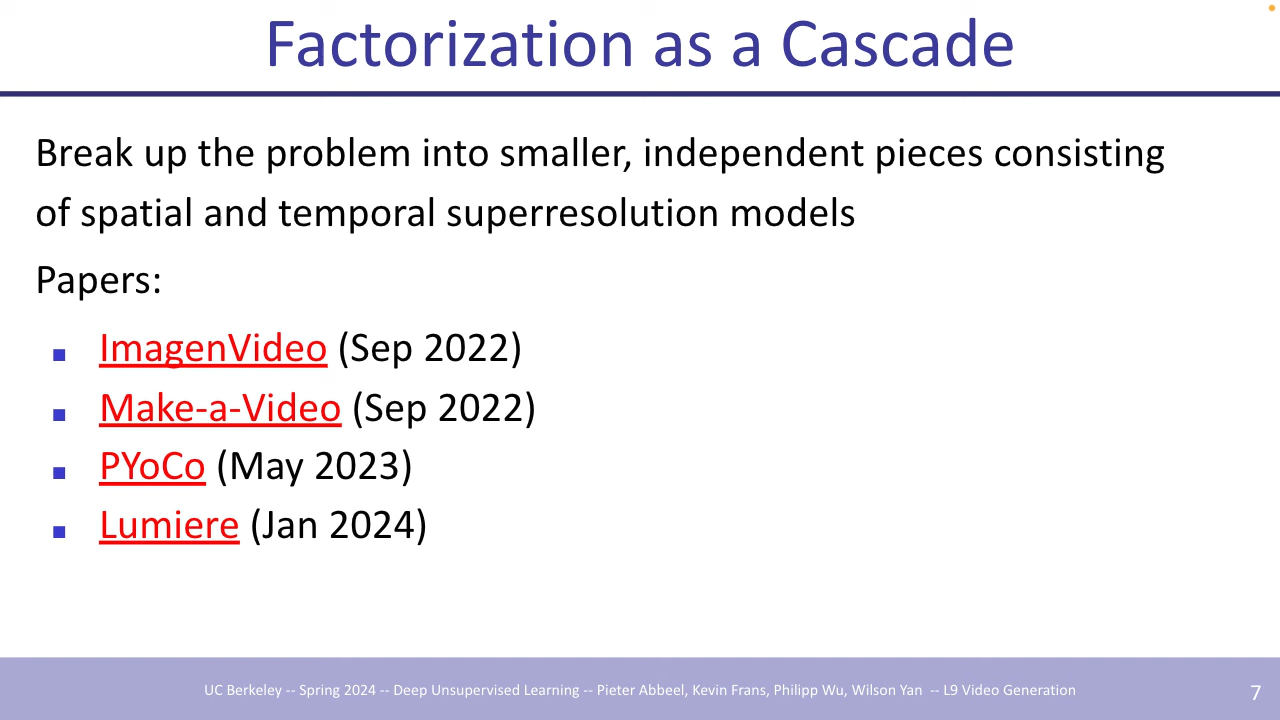 Factorization as a Cascade
Break up the problem into smaller, independent pieces consisting
of spatial and temporal superresolution models
Papers:
ImagenVideo (Sep 2022)
Make-a-Video (Sep 2022)
PYoCo (May 2023)
Lumiere (Jan 2024)
UC Berkeley -- Spring 2024 -- Deep Unsupervised Learning -- Pieter Abbeel, Kevin Frans, Philipp Wu, Wilson Yan -- L9 Video Generation
7